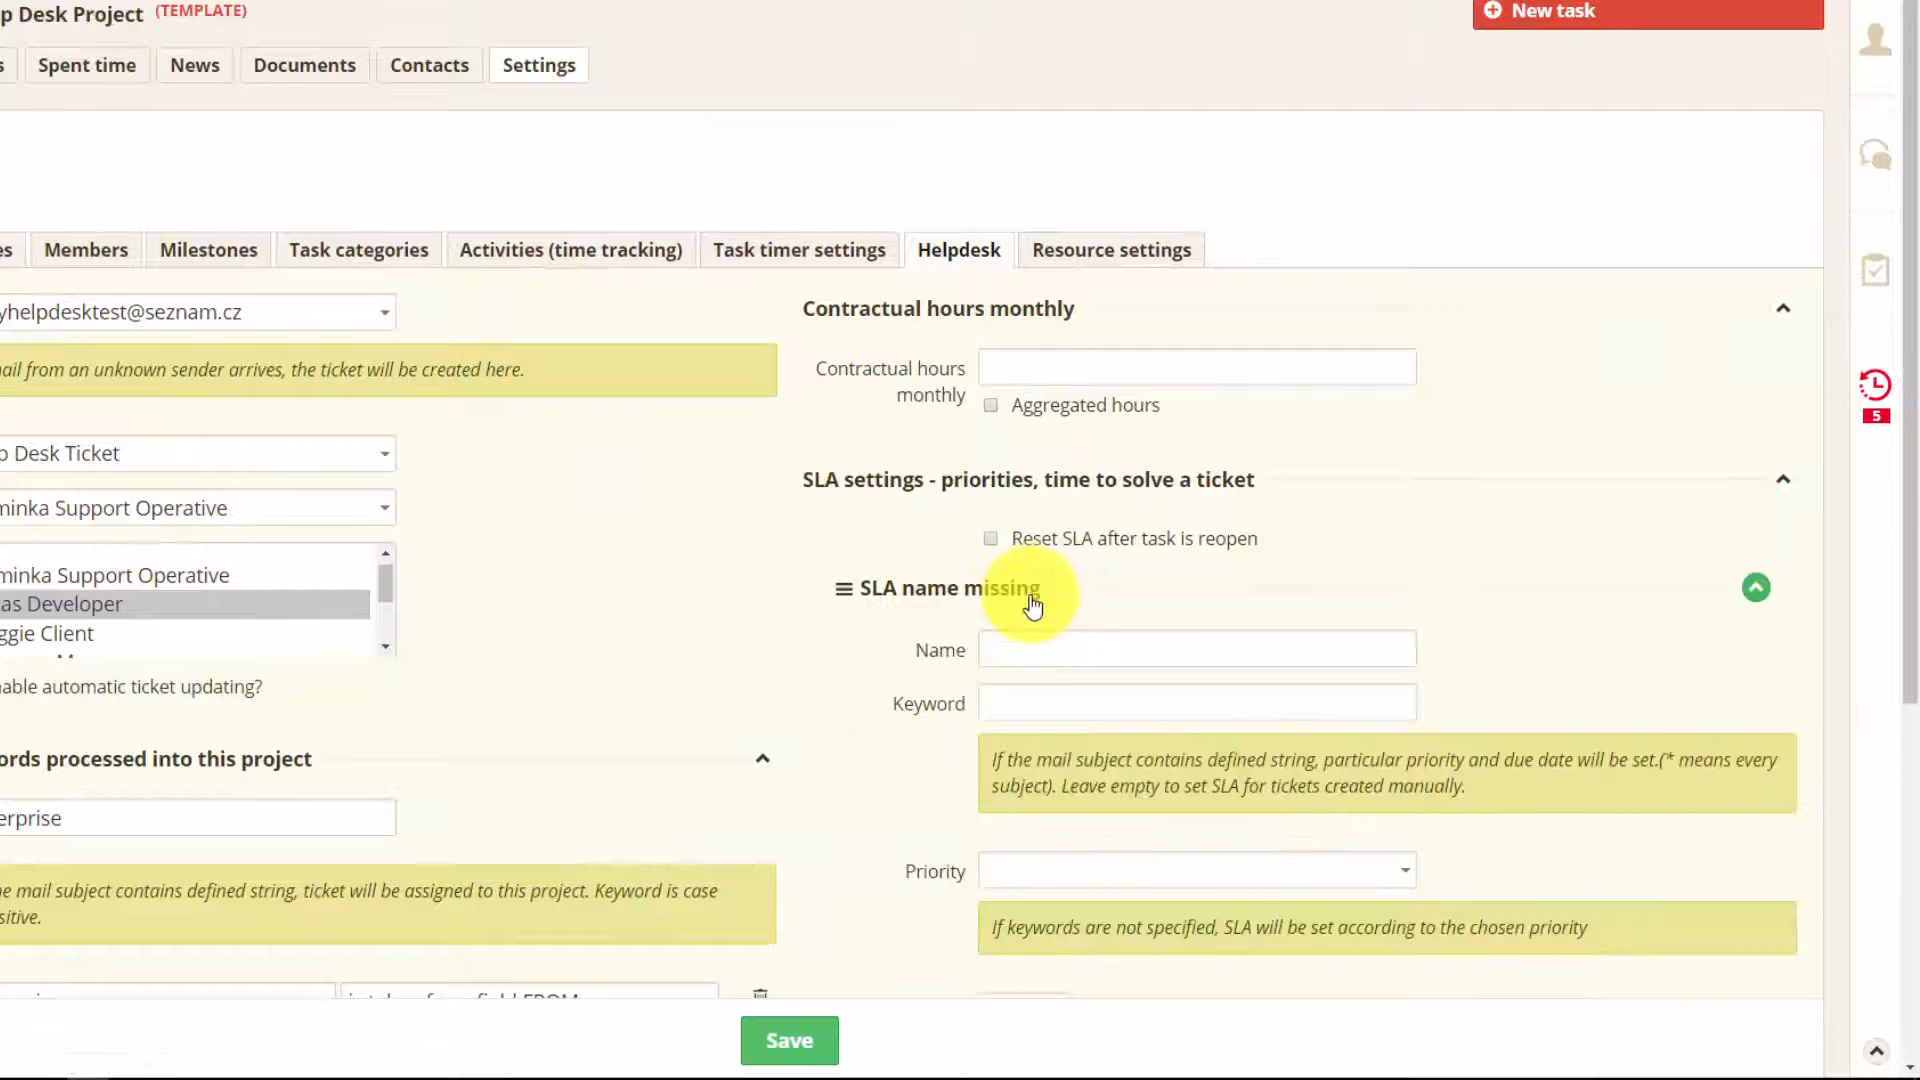 p Desk Project (TEMPLATE)
New task
s Spent time News Documents Contacts Settings
es Members Milestones Task categories Activities (time tracking) Task timer settings Helpdesk Resource settings
yhelpdesktest@seznam.cz
ail from an unknown sender arrives, the ticket will be created here.
p Desk Ticket
minka Support Operative
minka Support Operative
as Developer
ggie Client
able automatic ticket updating?
ords processed into this project
erprise
e mail subject contains defined string, ticket will be assigned to this project. Keyword is case
sitive.
Contractual hours monthly
Contractual hours
monthly
Aggregated hours
SLA settings - priorities, time to solve a ticket
Reset SLA after task is reopen
SLA name missing
Name
Keyword
If the mail subject contains defined string, particular priority and due date will be set.(* means every
subject). Leave empty to set SLA for tickets created manually.
Priority
If keywords are not specified, SLA will be set according to the chosen priority
Save
5